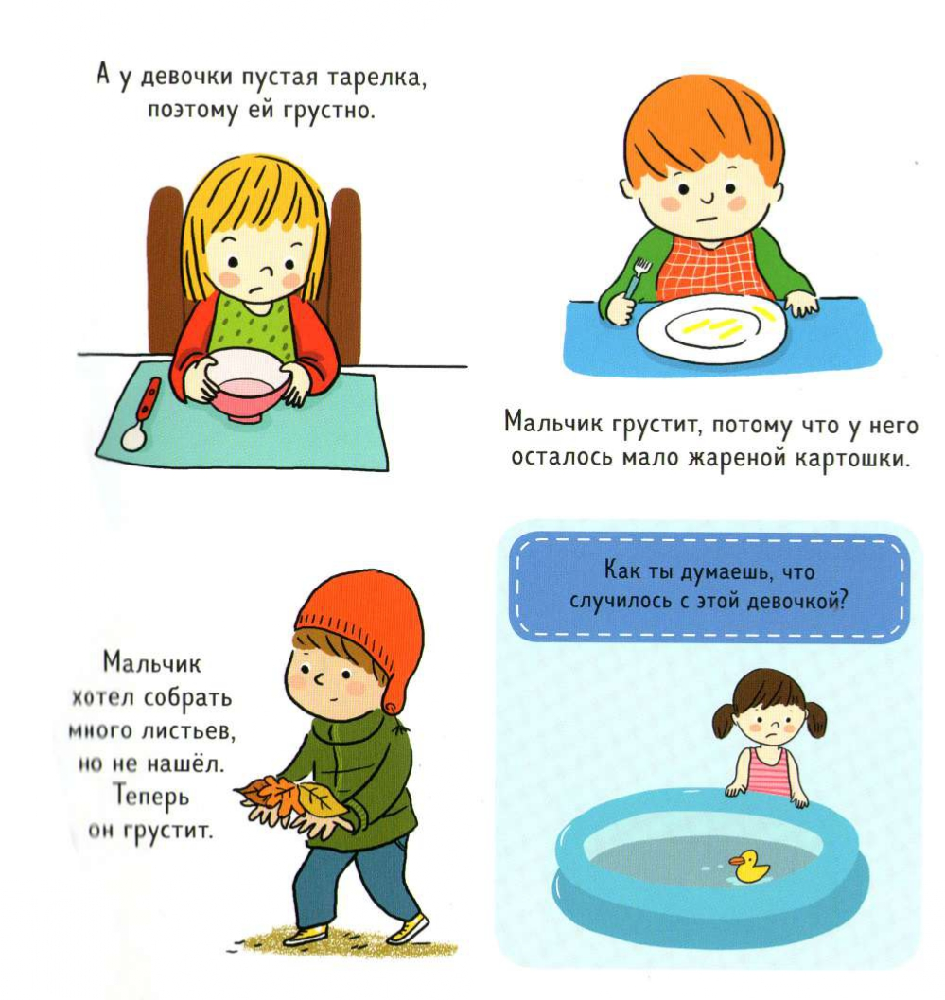 А у девочки пустая тарелка,
поэтому ей грустно.
Мальчик грустит, потому что у него
осталось мало жареной картошки.
Мальчик
хотел собрать
много листьев,
но не нашёл.
Теперь
он грустит.
Как ты думаешь, что
случилось с этой девочкой?